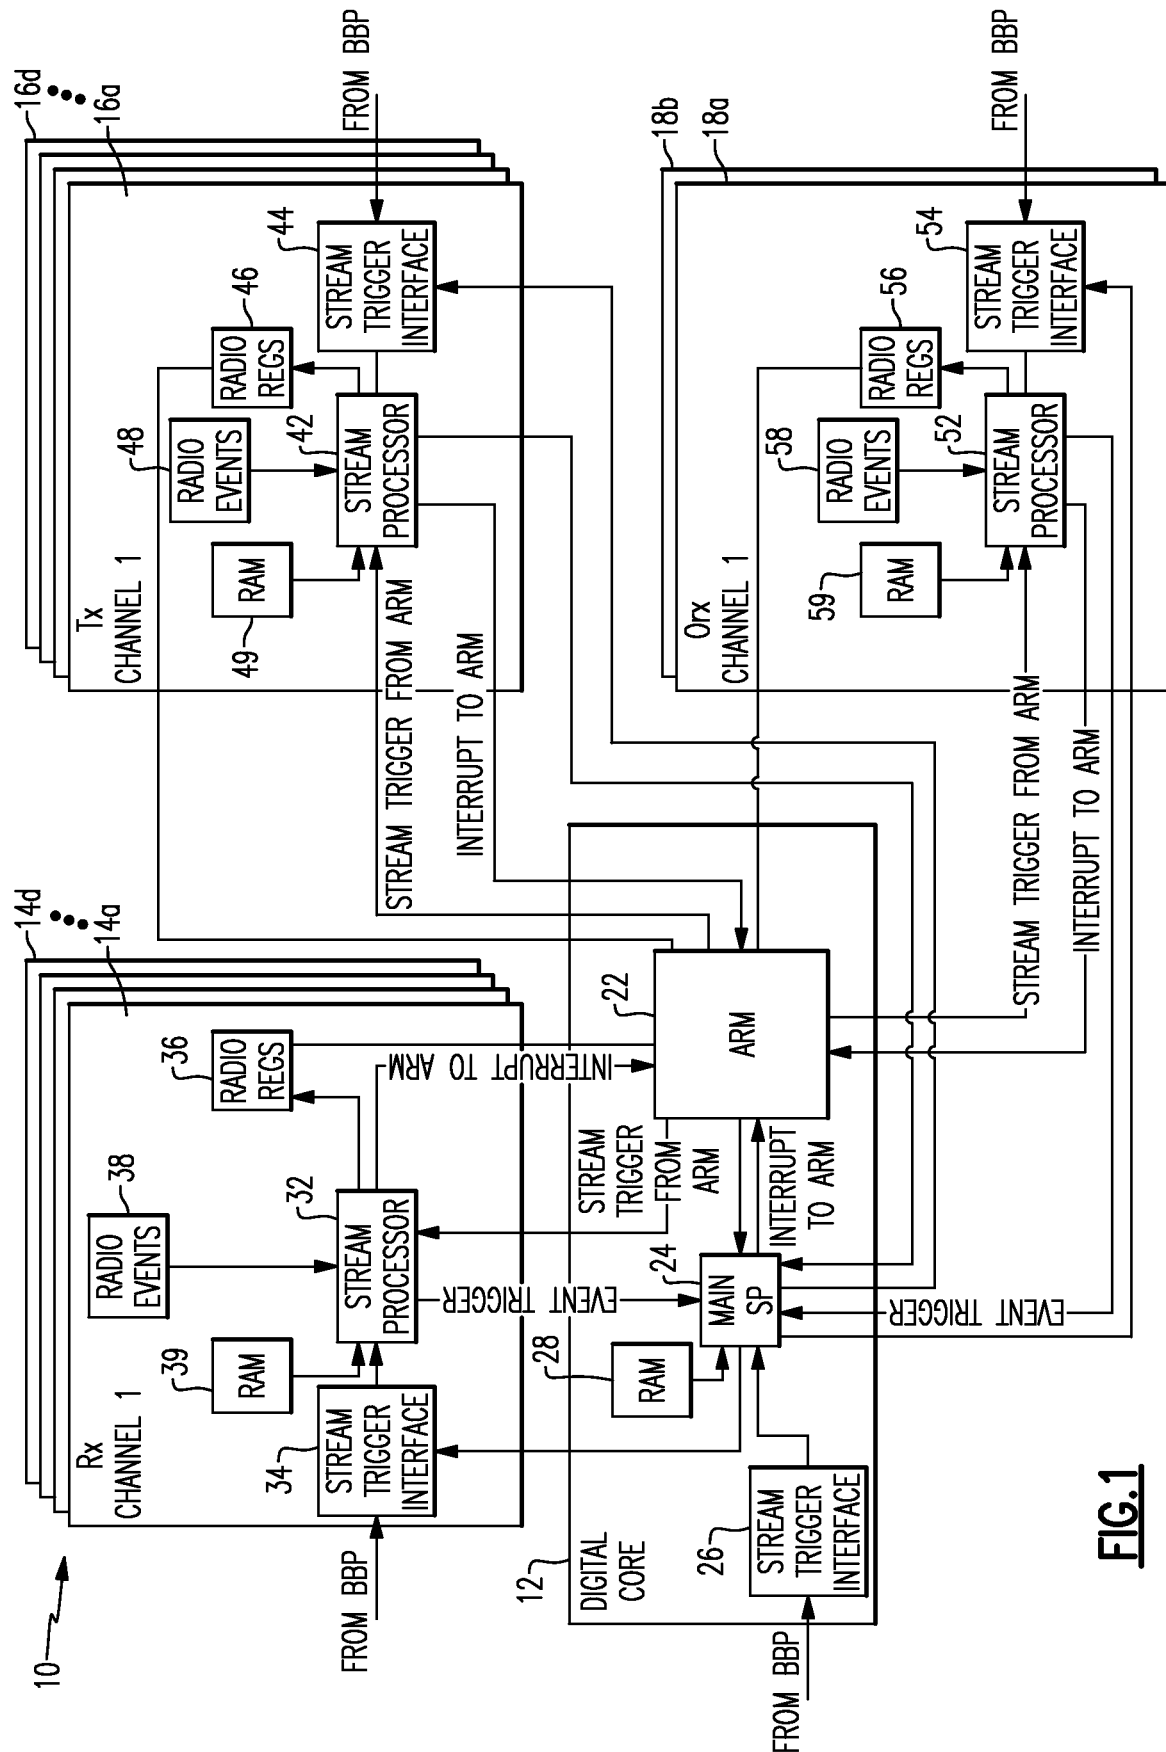 10
Rx
CHANNEL 1
14d
14a
RADIO
EVENTS
38
RAM
39
RADIO
REGS
36
STREAM
PROCESSOR
32
STREAM
TRIGGER
INTERFACE
34
FROM BBP
INTERRUPT TO ARM
EVENT TRIGGER
STREAM
TRIGGER
FROM
ARM
Tx
CHANNEL 1
16d
16a
RADIO
EVENTS
48
RAM
49
RADIO
REGS
46
STREAM
PROCESSOR
42
STREAM
TRIGGER
INTERFACE
44
FROM BBP
STREAM TRIGGER FROM ARM
INTERRUPT TO ARM
12
DIGITAL
CORE
ARM
22
MAIN
SP
24
RAM
28
STREAM
TRIGGER
INTERFACE
26
FROM BBP
INTERRUPT
TO ARM
EVENT TRIGGER
Orx
CHANNEL 1
18b
18a
RADIO
EVENTS
58
RAM
59
RADIO
REGS
56
STREAM
PROCESSOR
52
STREAM
TRIGGER
INTERFACE
54
FROM BBP
STREAM TRIGGER FROM ARM
INTERRUPT TO ARM
FIG.1